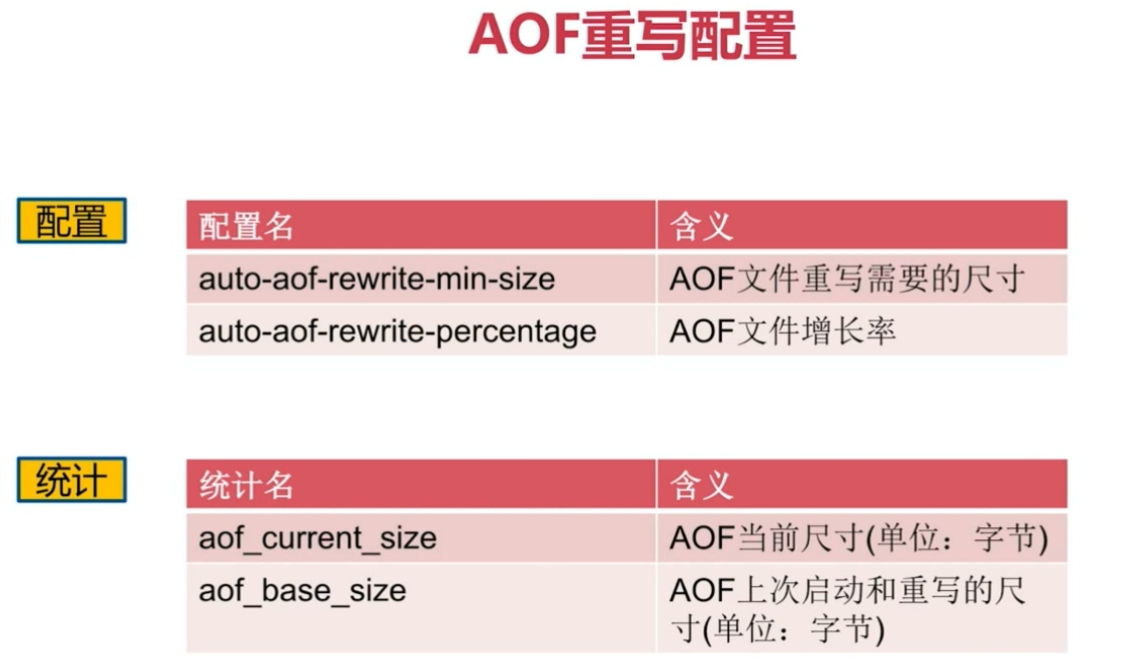 AOF重写配置
配置
配置名 含义
auto-aof-rewrite-min-size AOF文件重写需要的尺寸
auto-aof-rewrite-percentage AOF文件增长率
统计
统计名 含义
aof_current_size AOF当前尺寸(单位：字节)
aof_base_size AOF上次启动和重写的尺
寸(单位：字节)